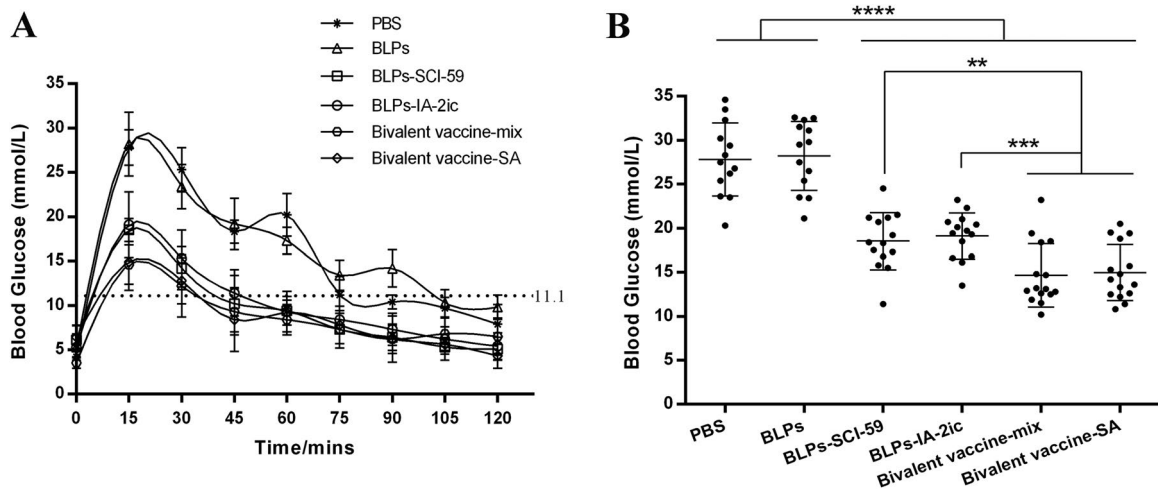 A
PBS
BLPs
BLPs-SCI-59
BLPs-IA-2ic
Bivalent vaccine-mix
Bivalent vaccine-SA
Blood Glucose (mmol/L)
35
30
25
20
15
10
5
0
11.1
0 15 30 45 60 75 90 105 120
Time/mins
B
****
**
***
Blood Glucose (mmol/L)
35
30
25
20
15
10
5
0
PBS
BLPs
BLPs-SCI-59
BLPs-IA-2ic
Bivalent vaccine-mix
Bivalent vaccine-SA